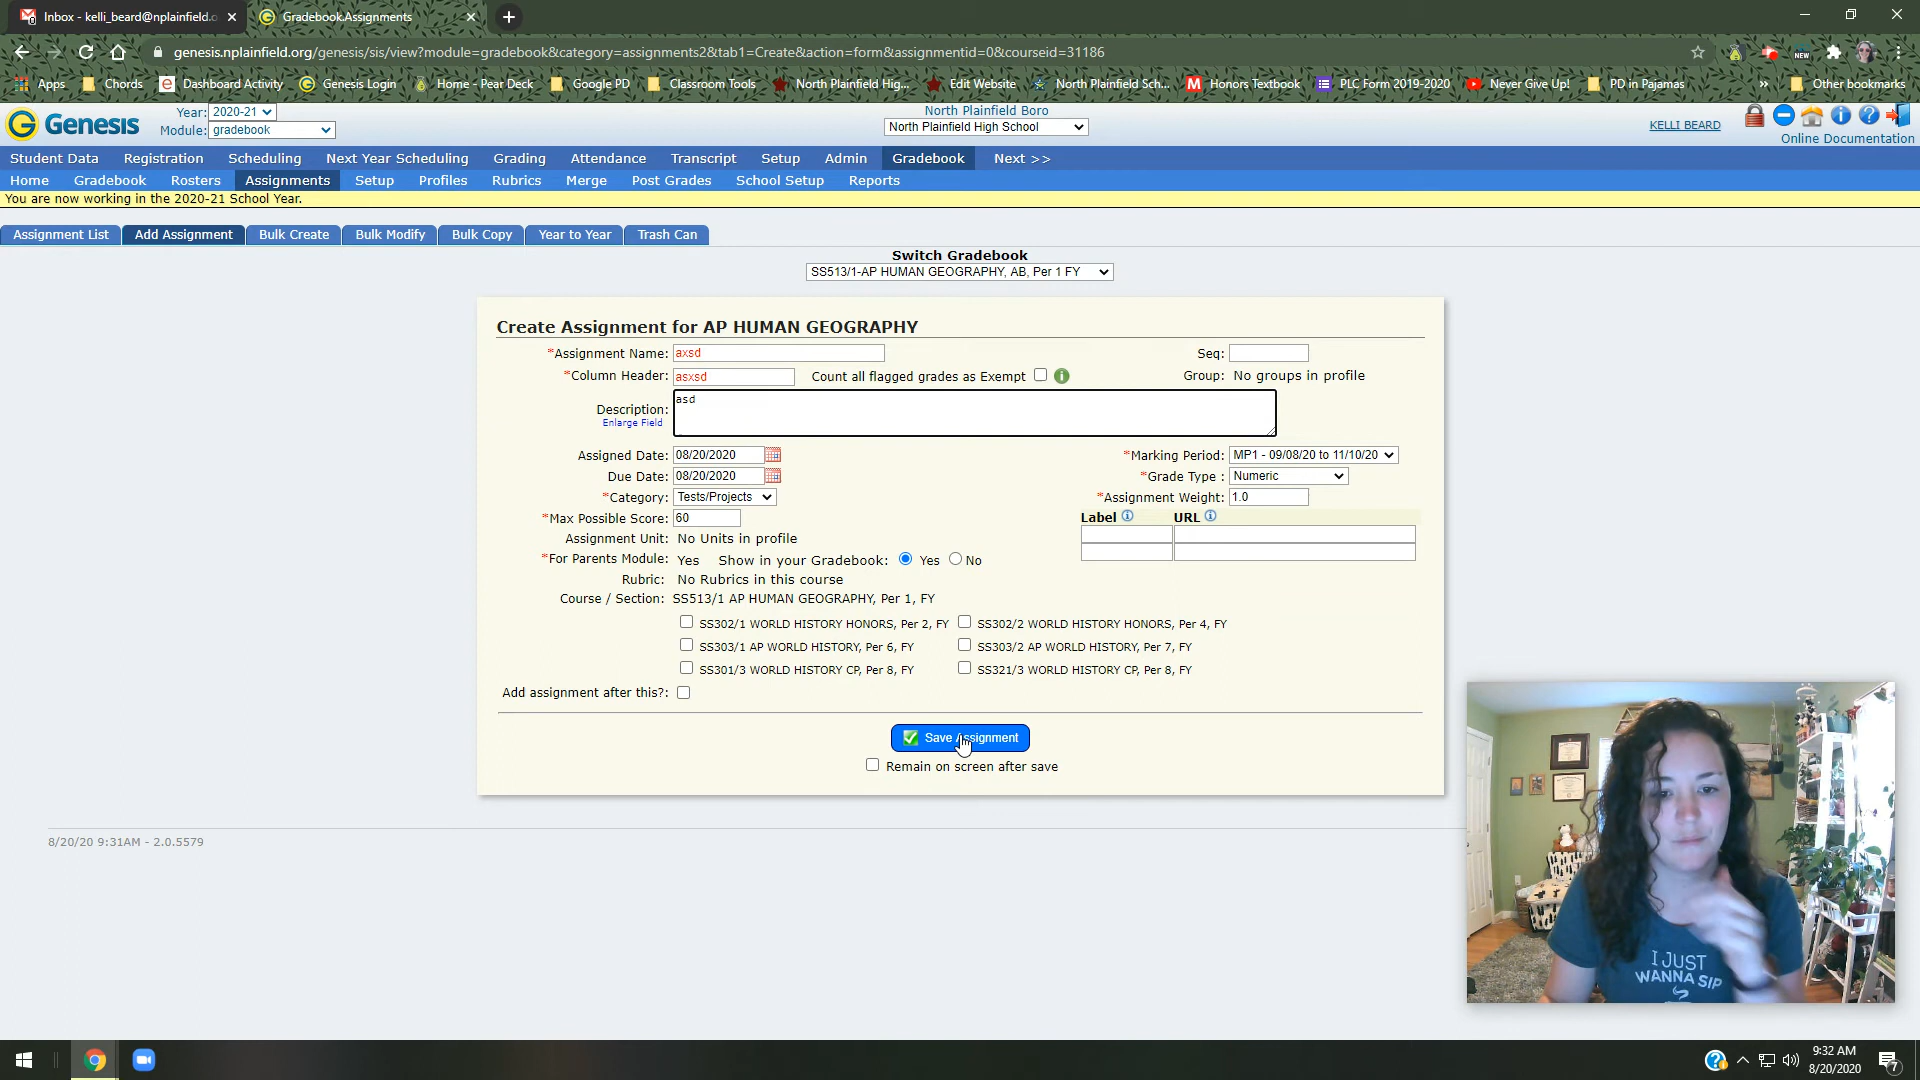 Inbox - kelli_beard@nplainfield.o
Gradebook.Assignments
genesis.nplainfield.org/genesis/sis/view?module=gradebook&category=assignments2&tab1=Create&action=form&assignmentid=0&courseid=31186
Apps Chords Dashboard Activity Genesis Login Home - Pear Deck Google PD Classroom Tools North Plainfield Hig... Edit Website North Plainfield Sch... Honors Textbook PLC Form 2019-2020 Never Give Up! PD in Pajamas » Other bookmarks
Genesis
Year: 2020-21
Module: gradebook
North Plainfield Boro
North Plainfield High School
KELLI BEARD
Online Documentation
Student Data Registration Scheduling Next Year Scheduling Grading Attendance Transcript Setup Admin Gradebook Next >>
Home Gradebook Rosters Assignments Setup Profiles Rubrics Merge Post Grades School Setup Reports
You are now working in the 2020-21 School Year.
Assignment List Add Assignment Bulk Create Bulk Modify Bulk Copy Year to Year Trash Can
Switch Gradebook
SS513/1-AP HUMAN GEOGRAPHY, AB, Per 1 FY
Create Assignment for AP HUMAN GEOGRAPHY
*Assignment Name: axsd Seq:
*Column Header: asxsd Count all flagged grades as Exempt Group: No groups in profile
Description: asd
Enlarge Field
Assigned Date: 08/20/2020 *Marking Period: MP1 - 09/08/20 to 11/10/20
Due Date: 08/20/2020 *Grade Type : Numeric
*Category: Tests/Projects *Assignment Weight: 1.0
*Max Possible Score: 60 Label URL
Assignment Unit: No Units in profile
*For Parents Module: Yes Show in your Gradebook: Yes No
Rubric: No Rubrics in this course
Course / Section: SS513/1 AP HUMAN GEOGRAPHY, Per 1, FY
SS302/1 WORLD HISTORY HONORS, Per 2, FY SS302/2 WORLD HISTORY HONORS, Per 4, FY
SS303/1 AP WORLD HISTORY, Per 6, FY SS303/2 AP WORLD HISTORY, Per 7, FY
SS301/3 WORLD HISTORY CP, Per 8, FY SS321/3 WORLD HISTORY CP, Per 8, FY
Add assignment after this?:
Save Assignment
Remain on screen after save
8/20/20 9:31AM - 2.0.5579
I JUST
WANNA SIP
9:32 AM
8/20/2020
7